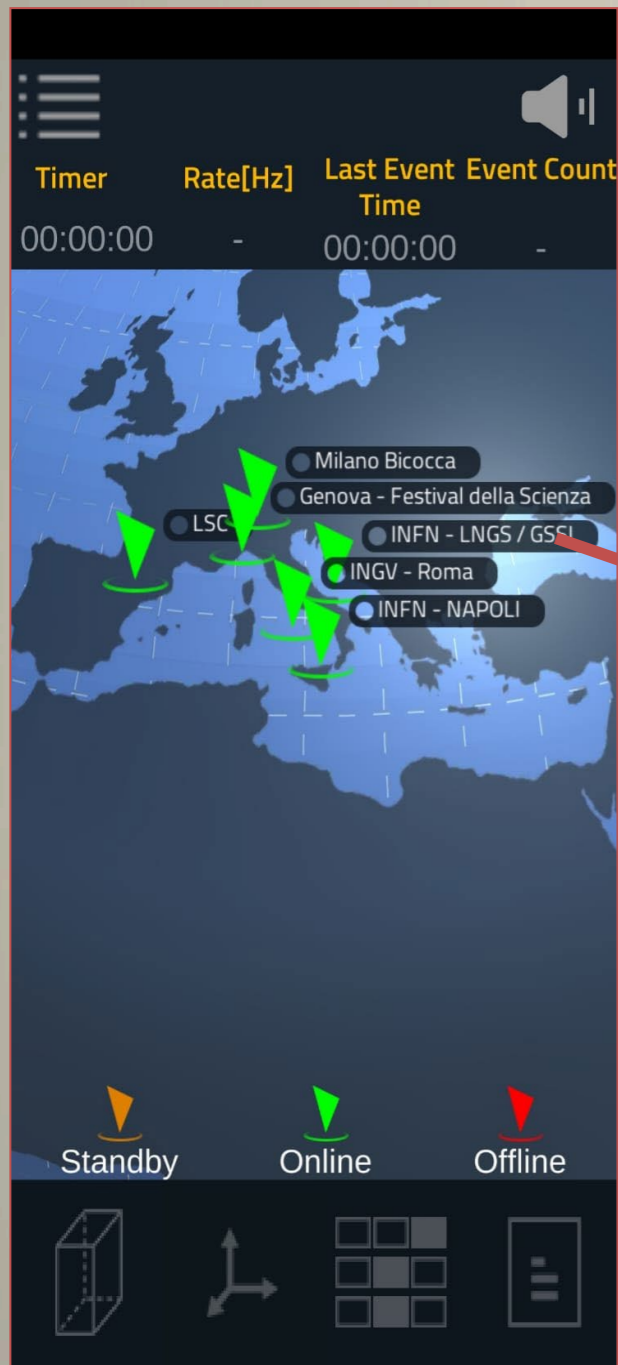 Timer Rate[Hz] Last Event Time Event Count
00:00:00 - 00:00:00 -
Milano Bicocca
Genova - Festival della Scienza
LSC
INFN - LNGS / GSSI
INGV - Roma
INFN - NAPOLI
Standby Online Offline